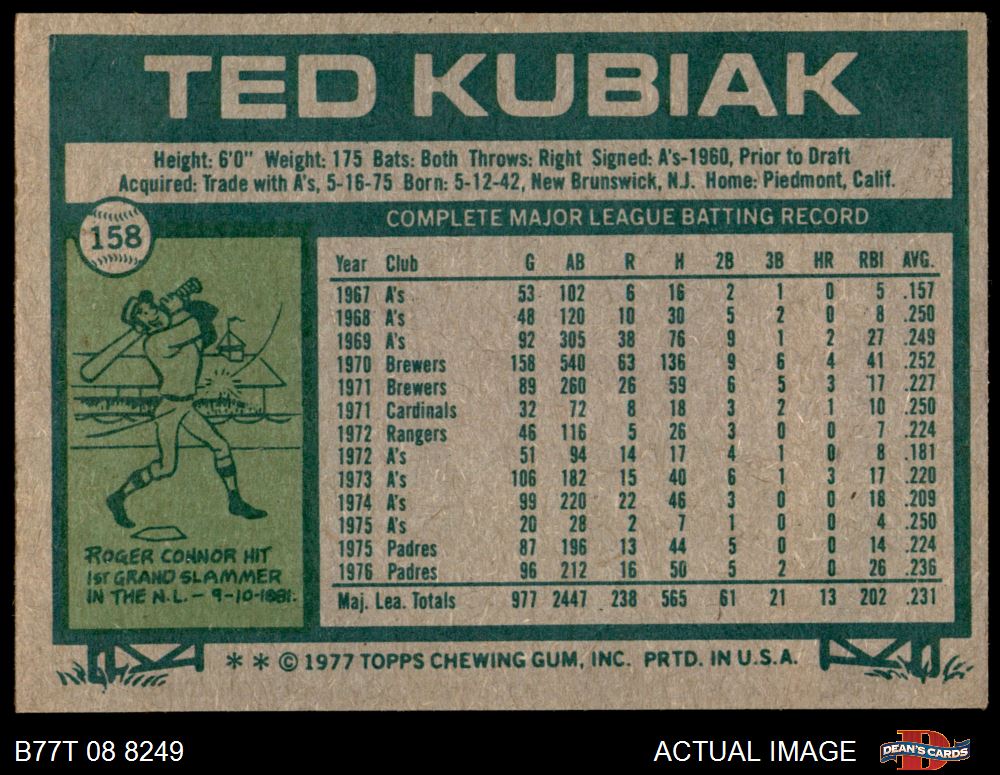 TED KUBIAK
Height: 6'0" Weight: 175 Bats: Both Throws: Right Signed: A's-1960, Prior to Draft
Acquired: Trade with A's, 5-16-75 Born: 5-12-42, New Brunswick, N.J. Home: Piedmont, Calif.
158
COMPLETE MAJOR LEAGUE BATTING RECORD
Year Club G AB R H 2B 3B HR RBI AVG.
1967 A's 53 102 6 16 2 1 0 5 .157
1968 A's 48 120 10 30 5 2 0 8 .250
1969 A's 92 305 38 76 9 1 2 27 .249
1970 Brewers 158 540 63 136 9 6 4 41 .252
1971 Brewers 89 260 26 59 6 5 3 17 .227
1971 Cardinals 32 72 8 18 3 2 1 10 .250
1972 Rangers 46 116 5 26 3 0 0 7 .224
1972 A's 51 94 14 17 4 1 0 8 .181
1973 A's 106 182 15 40 6 1 3 17 .220
1974 A's 99 220 22 46 3 0 0 18 .209
1975 A's 20 28 2 7 1 0 0 4 .250
1975 Padres 87 196 13 44 5 0 0 14 .224
1976 Padres 96 212 16 50 5 2 0 26 .236
Maj. Lea. Totals 977 2447 238 565 61 21 13 202 .231
ROGER CONNOR HIT
1ST GRAND SLAMMER
IN THE N.L. - 9-10-1881.
* * © 1977 TOPPS CHEWING GUM, INC. PRTD. IN U.S.A.
B77T 08 8249
ACTUAL IMAGE
D
DEAN'S CARDS